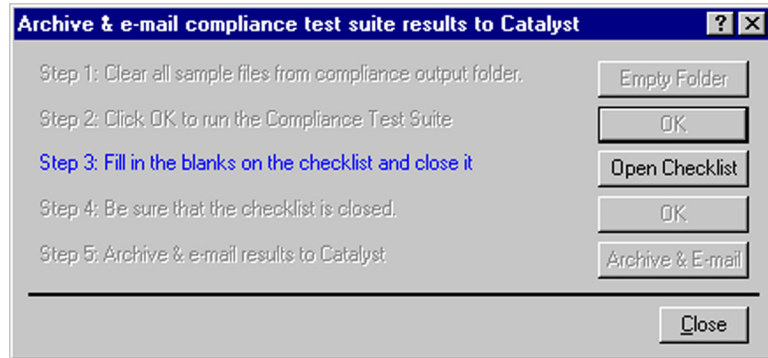 Archive & e-mail compliance test suite results to Catalyst ? X
Step 1: Clear all sample files from compliance output folder. Empty Folder
Step 2: Click OK to run the Compliance Test Suite OK
Step 3: Fill in the blanks on the checklist and close it Open Checklist
Step 4: Be sure that the checklist is closed. OK
Step 5: Archive & e-mail results to Catalyst Archive & E-mail
Close